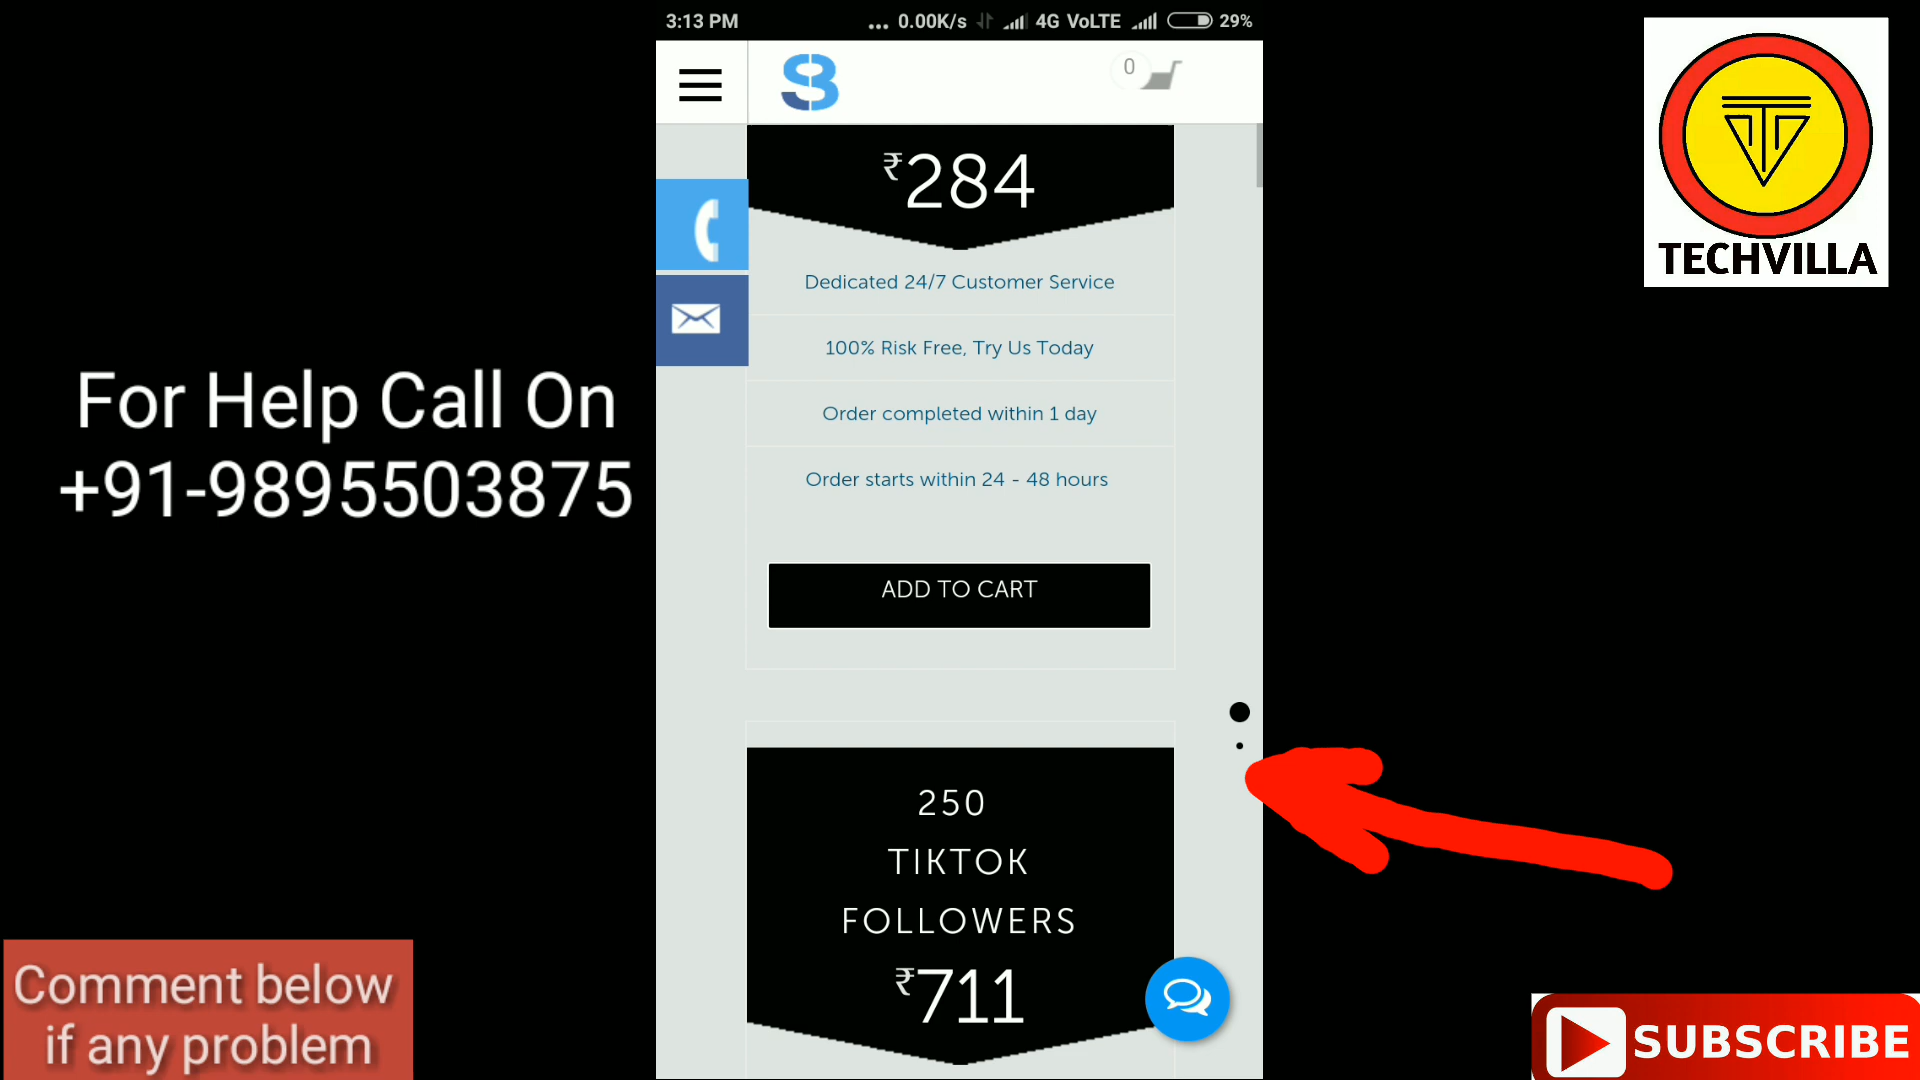 3:13 PM
... 0.00K/s 4G VoLTE 29%
0
₹284
Dedicated 24/7 Customer Service
100% Risk Free, Try Us Today
Order completed within 1 day
Order starts within 24 - 48 hours
ADD TO CART
250
TIKTOK
FOLLOWERS
₹711
For Help Call On
+91-9895503875
Comment below
if any problem
TECHVILLA
SUBSCRIBE